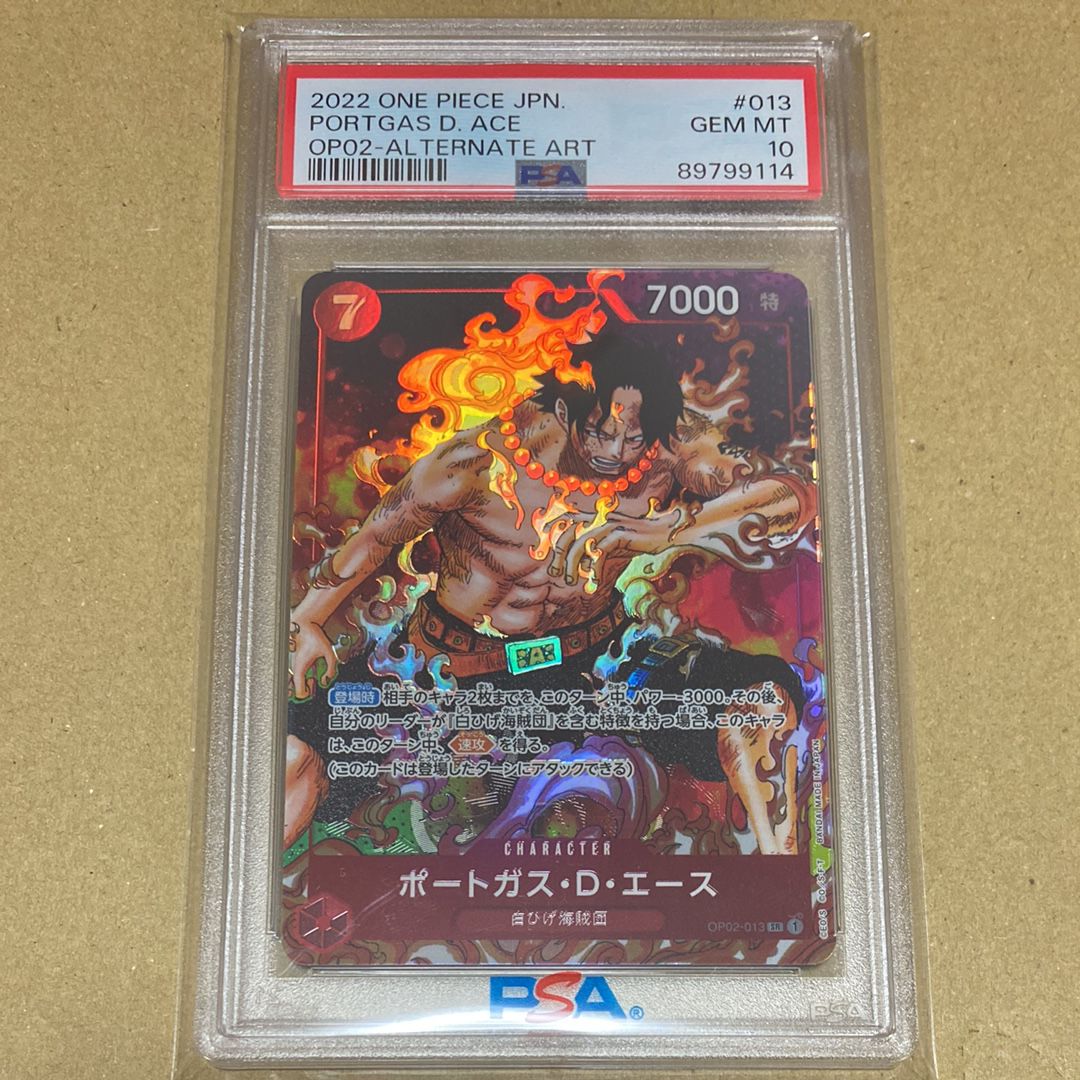 2022 ONE PIECE JPN. #013
PORTGAS D. ACE GEM MT
OP02-ALTERNATE ART 10
PSA 89799114
7 7000 特
A
登場時 相手のキャラ2枚までを、このターン中、パワー-3000。その後、
自分のリーダーが『白ひげ海賊団』を含む特徴を持つ場合、このキャラ
は、このターン中、速攻 を得る。
(このカードは登場したターンにアタックできる)
CHARACTER
ポートガス・D・エース
白ひげ海賊団
OP02-013 SR 1
©E.O/S ©O./S・F・T BANDAI MADE IN JAPAN
PSA®
PSA